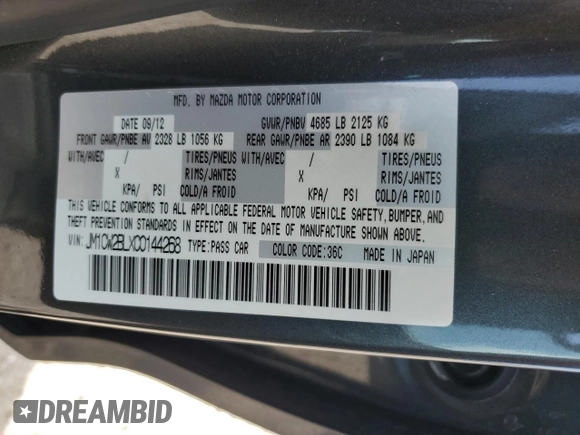 MFD. BY MAZDA MOTOR CORPORATION
DATE 09/12 GVWR/PNBV 4685 LB 2125 KG
FRONT GAWR/PNBE AV 2328 LB 1056 KG REAR GAWR/PNBE AR 2390 LB 1084 KG
WITH/AVEC / TIRES/PNEUS WITH/AVEC / TIRES/PNEUS
X RIMS/JANTES X RIMS/JANTES
KPA/ PSI COLD/A FROID KPA/ PSI COLD/A FROID
THIS VEHICLE CONFORMS TO ALL APPLICABLE FEDERAL MOTOR VEHICLE SAFETY, BUMPER, AND
THEFT PREVENTION STANDARDS IN EFFECT ON THE DATE OF MANUFACTURE SHOWN ABOVE.
VIN: JM1CW2BLXC0144268 TYPE:PASS CAR COLOR CODE:36C MADE IN JAPAN
DREAMBID